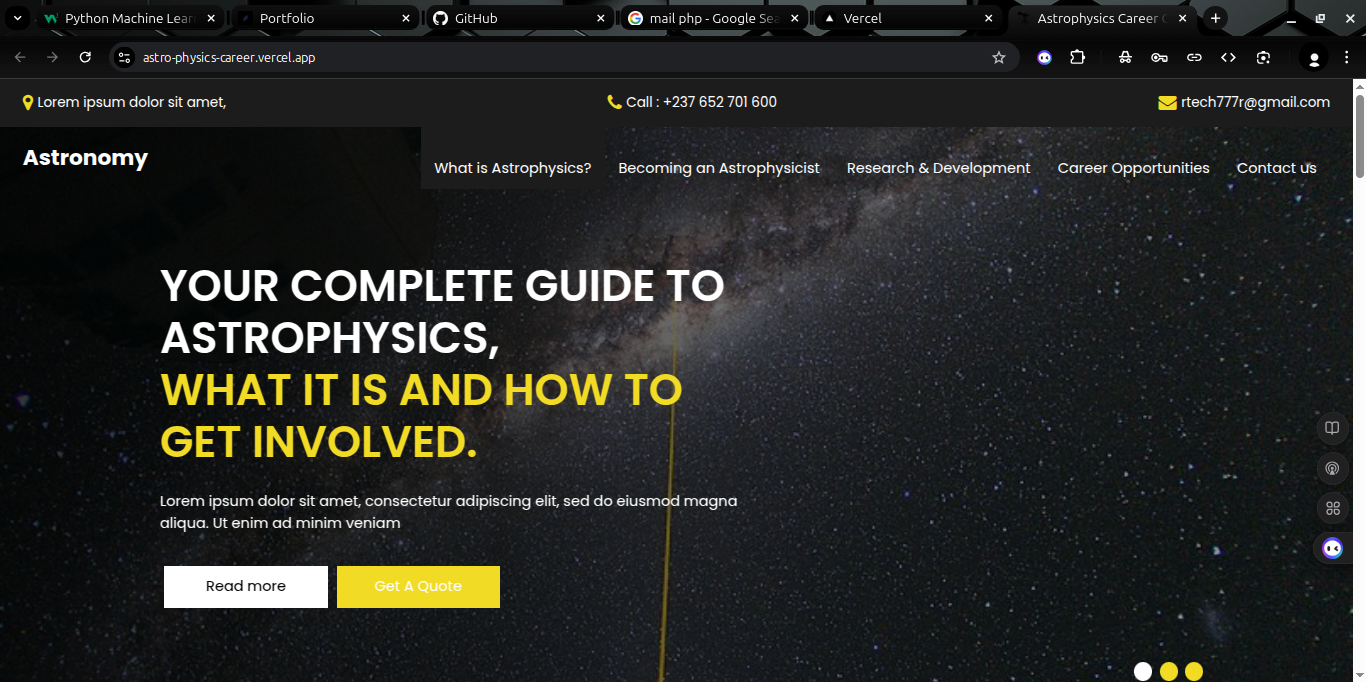 Python Machine Lear
Portfolio
GitHub
mail php - Google Sea
Vercel
Astrophysics Career
astro-physics-career.vercel.app
Lorem ipsum dolor sit amet,
Call : +237 652 701 600
rtech777r@gmail.com
Astronomy
What is Astrophysics?
Becoming an Astrophysicist
Research & Development
Career Opportunities
Contact us
YOUR COMPLETE GUIDE TO
ASTROPHYSICS,
WHAT IT IS AND HOW TO
GET INVOLVED.
Lorem ipsum dolor sit amet, consectetur adipiscing elit, sed do eiusmod magna
aliqua. Ut enim ad minim veniam
Read more
Get A Quote